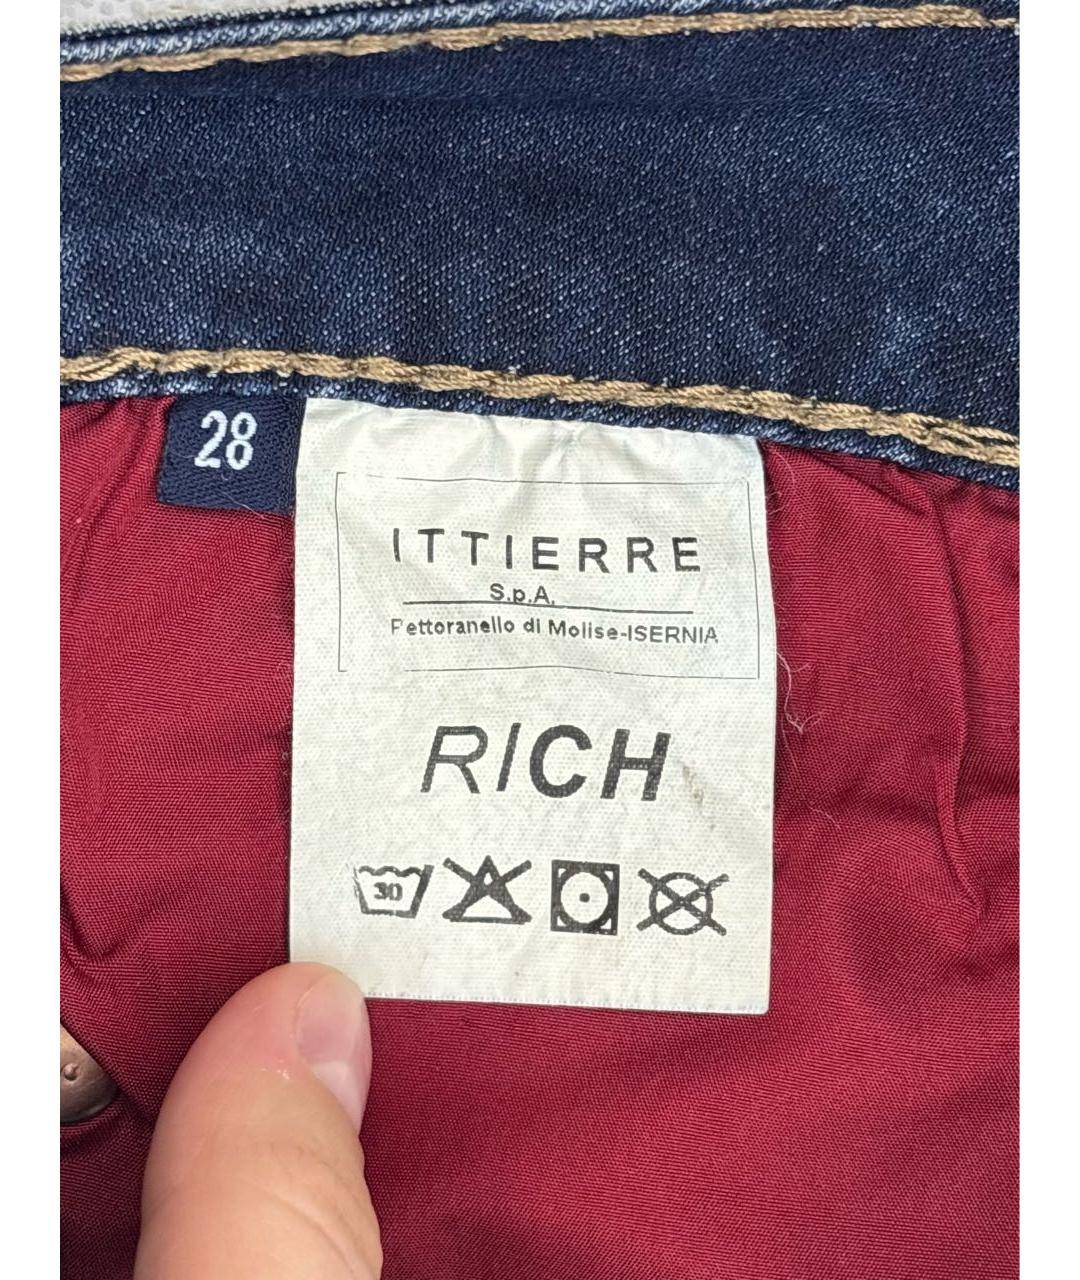 28
ITTIERRE
S.p.A.
Pettoranello di Molise-ISERNIA
RICH
30